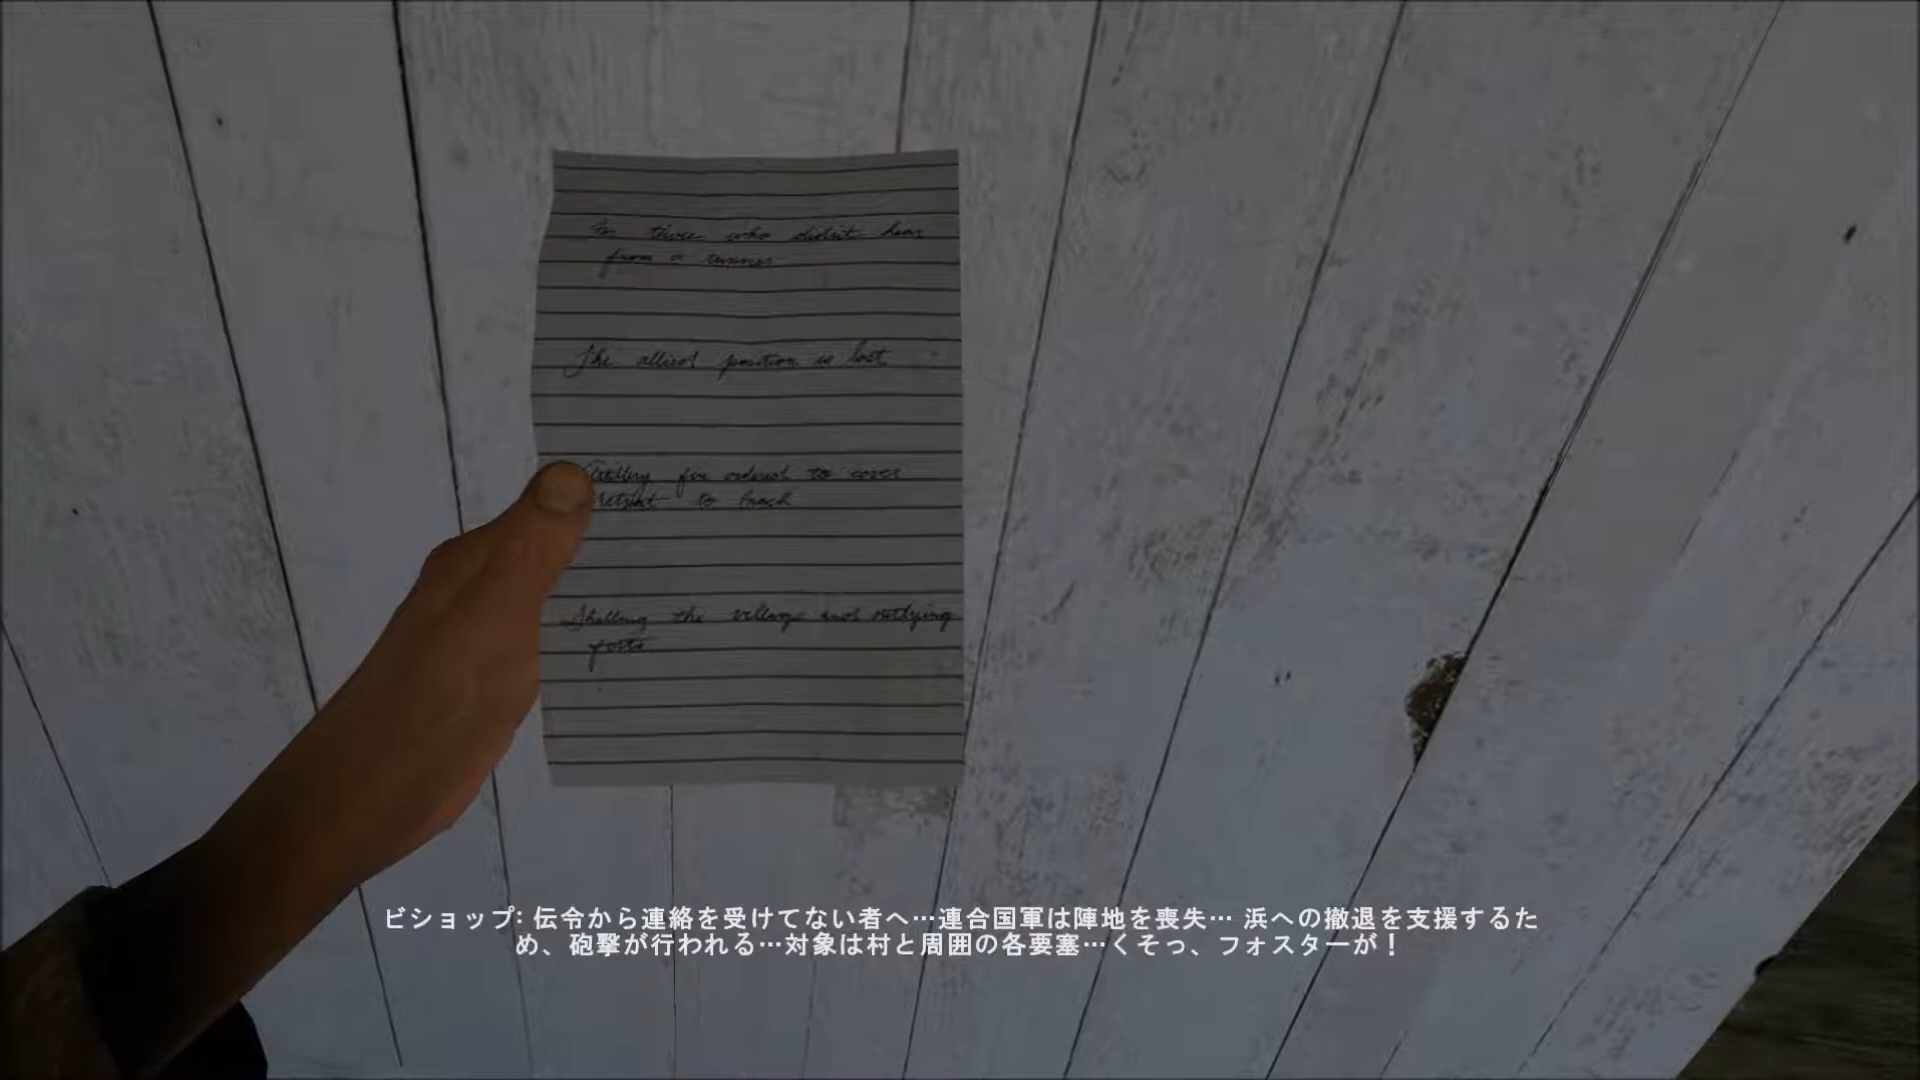 For those who didn't hear
from a runner
The allied position is lost
Artillery fire ordered to cover
retreat to beach
Shelling the village and outlying
forts
ビショップ: 伝令から連絡を受けてない者へ…連合国軍は陣地を喪失… 浜への撤退を支援するた
め、砲撃が行われる…対象は村と周囲の各要塞…くそっ、フォスターが！